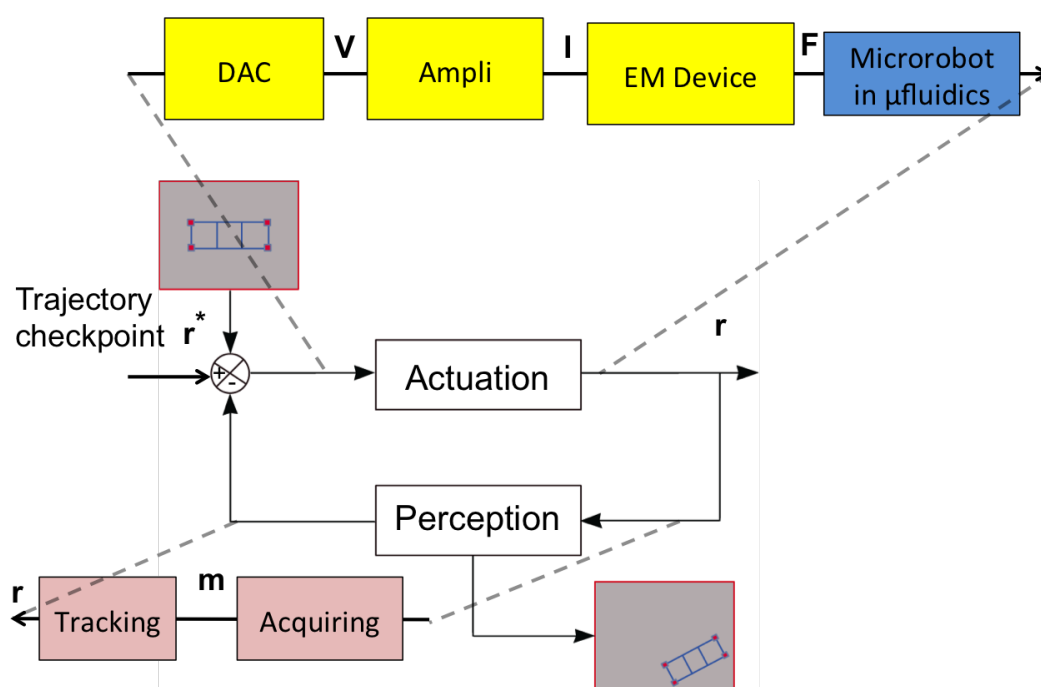 DAC
V
Ampli
I
EM Device
F
Microrobot
in µfluidics
Trajectory
checkpoint
r*
+
-
Actuation
r
Perception
r
Tracking
m
Acquiring